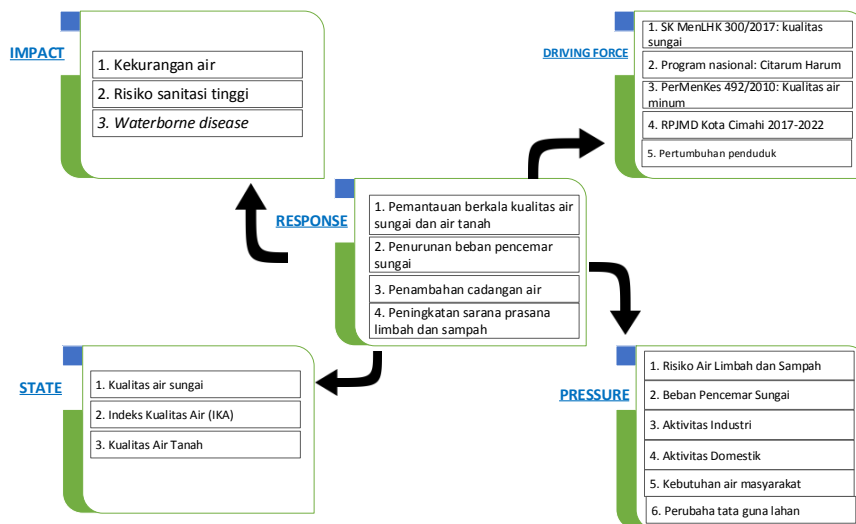 IMPACT
1. Kekurangan air
2. Risiko sanitasi tinggi
3. Waterborne disease
DRIVING FORCE
1. SK MenLHK 300/2017: kualitas
sungai
2. Program nasional: Citarum Harum
3. PerMenKes 492/2010: Kualitas air
minum
4. RPJMD Kota Cimahi 2017-2022
5. Pertumbuhan penduduk
RESPONSE
1. Pemantauan berkala kualitas air
sungai dan air tanah
2. Penurunan beban pencemar
sungai
3. Penambahan cadangan air
4. Peningkatan sarana prasana
limbah dan sampah
STATE
1. Kualitas air sungai
2. Indeks Kualitas Air (IKA)
3. Kualitas Air Tanah
PRESSURE
1. Risiko Air Limbah dan Sampah
2. Beban Pencemar Sungai
3. Aktivitas Industri
4. Aktivitas Domestik
5. Kebutuhan air masyarakat
6. Perubaha tata guna lahan